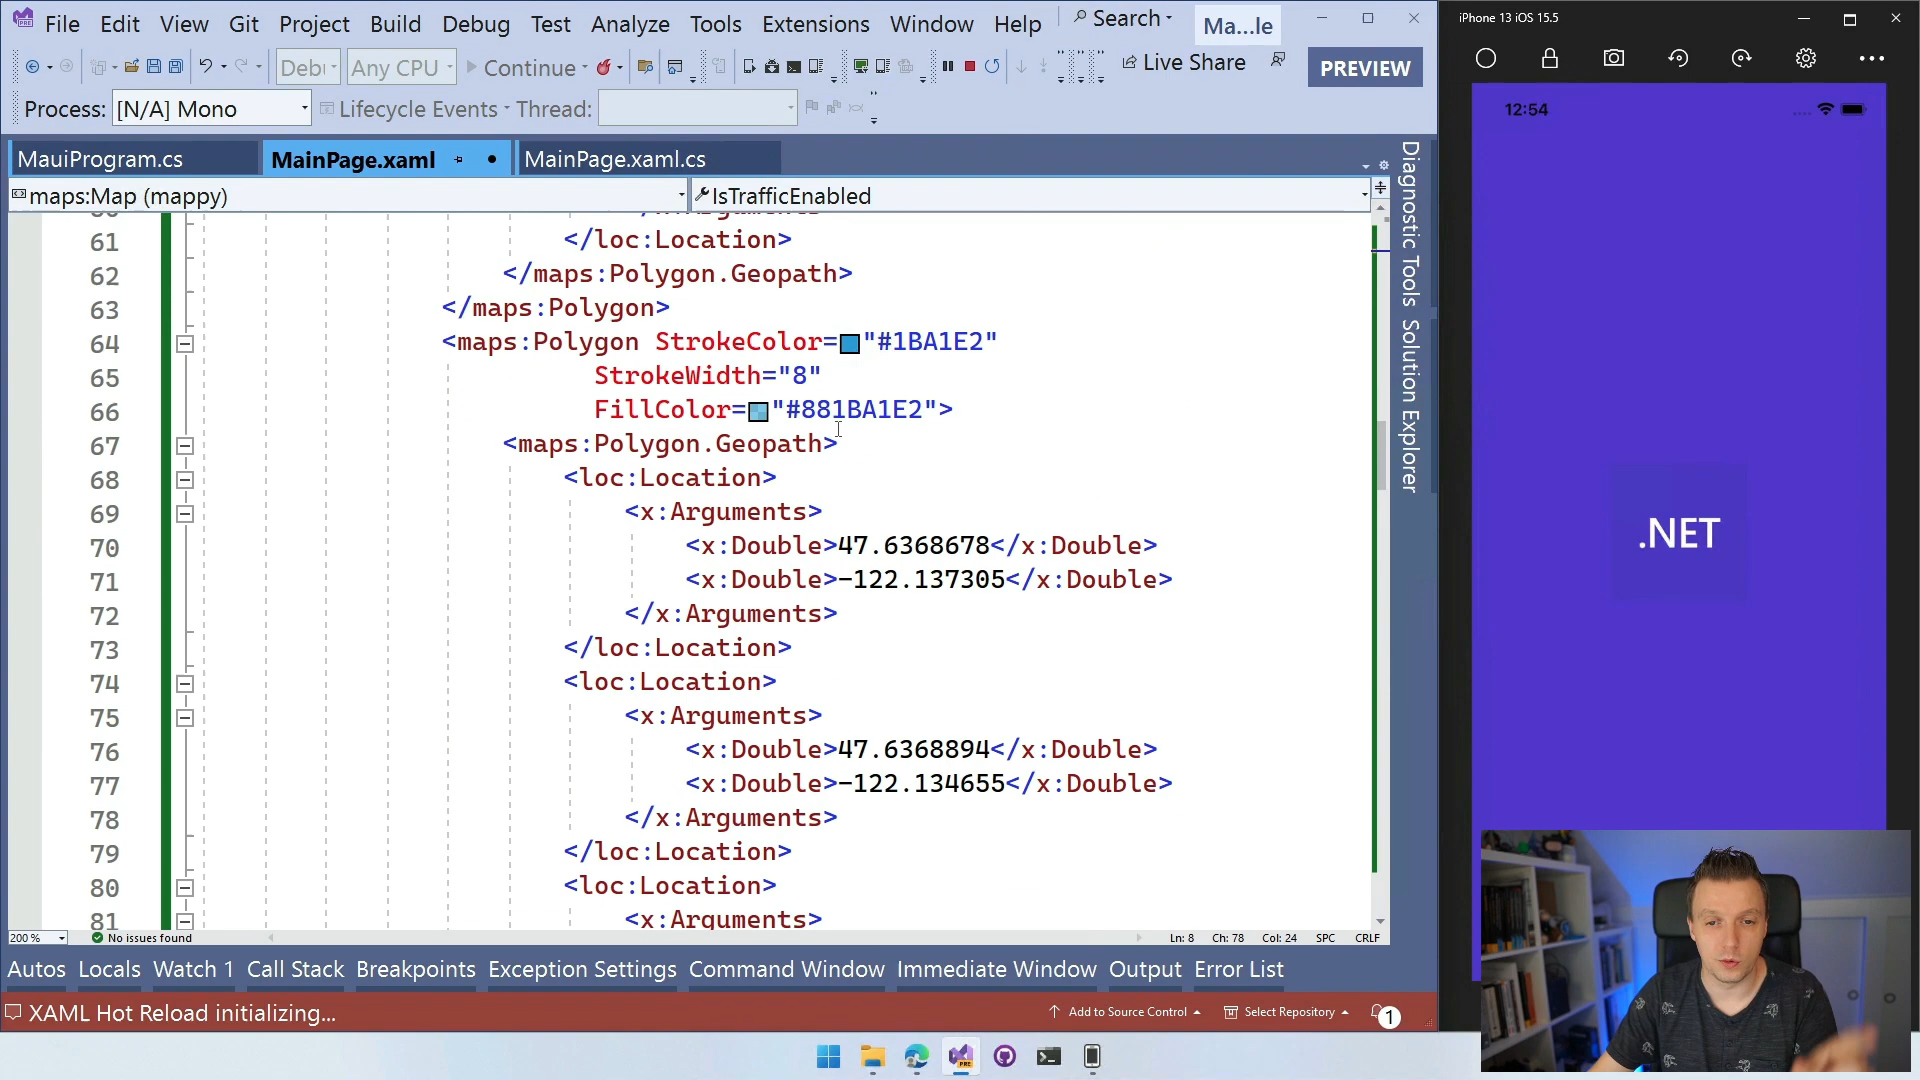 File Edit View Git Project Build Debug Test Analyze Tools Extensions Window Help Search Ma...le
Any CPU Continue Live Share PREVIEW
Process: [N/A] Mono Lifecycle Events Thread:
MauiProgram.cs MainPage.xaml MainPage.xaml.cs
maps:Map (mappy) IsTrafficEnabled
61 </loc:Location>
62 </maps:Polygon.Geopath>
63 </maps:Polygon>
64 <maps:Polygon StrokeColor="#1BA1E2"
65 StrokeWidth="8"
66 FillColor="#881BA1E2">
67 <maps:Polygon.Geopath>
68 <loc:Location>
69 <x:Arguments>
70 <x:Double>47.6368678</x:Double>
71 <x:Double>-122.137305</x:Double>
72 </x:Arguments>
73 </loc:Location>
74 <loc:Location>
75 <x:Arguments>
76 <x:Double>47.6368894</x:Double>
77 <x:Double>-122.134655</x:Double>
78 </x:Arguments>
79 </loc:Location>
80 <loc:Location>
81 <x:Arguments>
200 % No issues found Ln: 8 Ch: 78 Col: 24 SPC CRLF
Autos Locals Watch 1 Call Stack Breakpoints Exception Settings Command Window Immediate Window Output Error List
XAML Hot Reload initializing... Add to Source Control Select Repository 1
Diagnostic Tools
Solution Explorer
iPhone 13 iOS 15.5
12:54
.NET